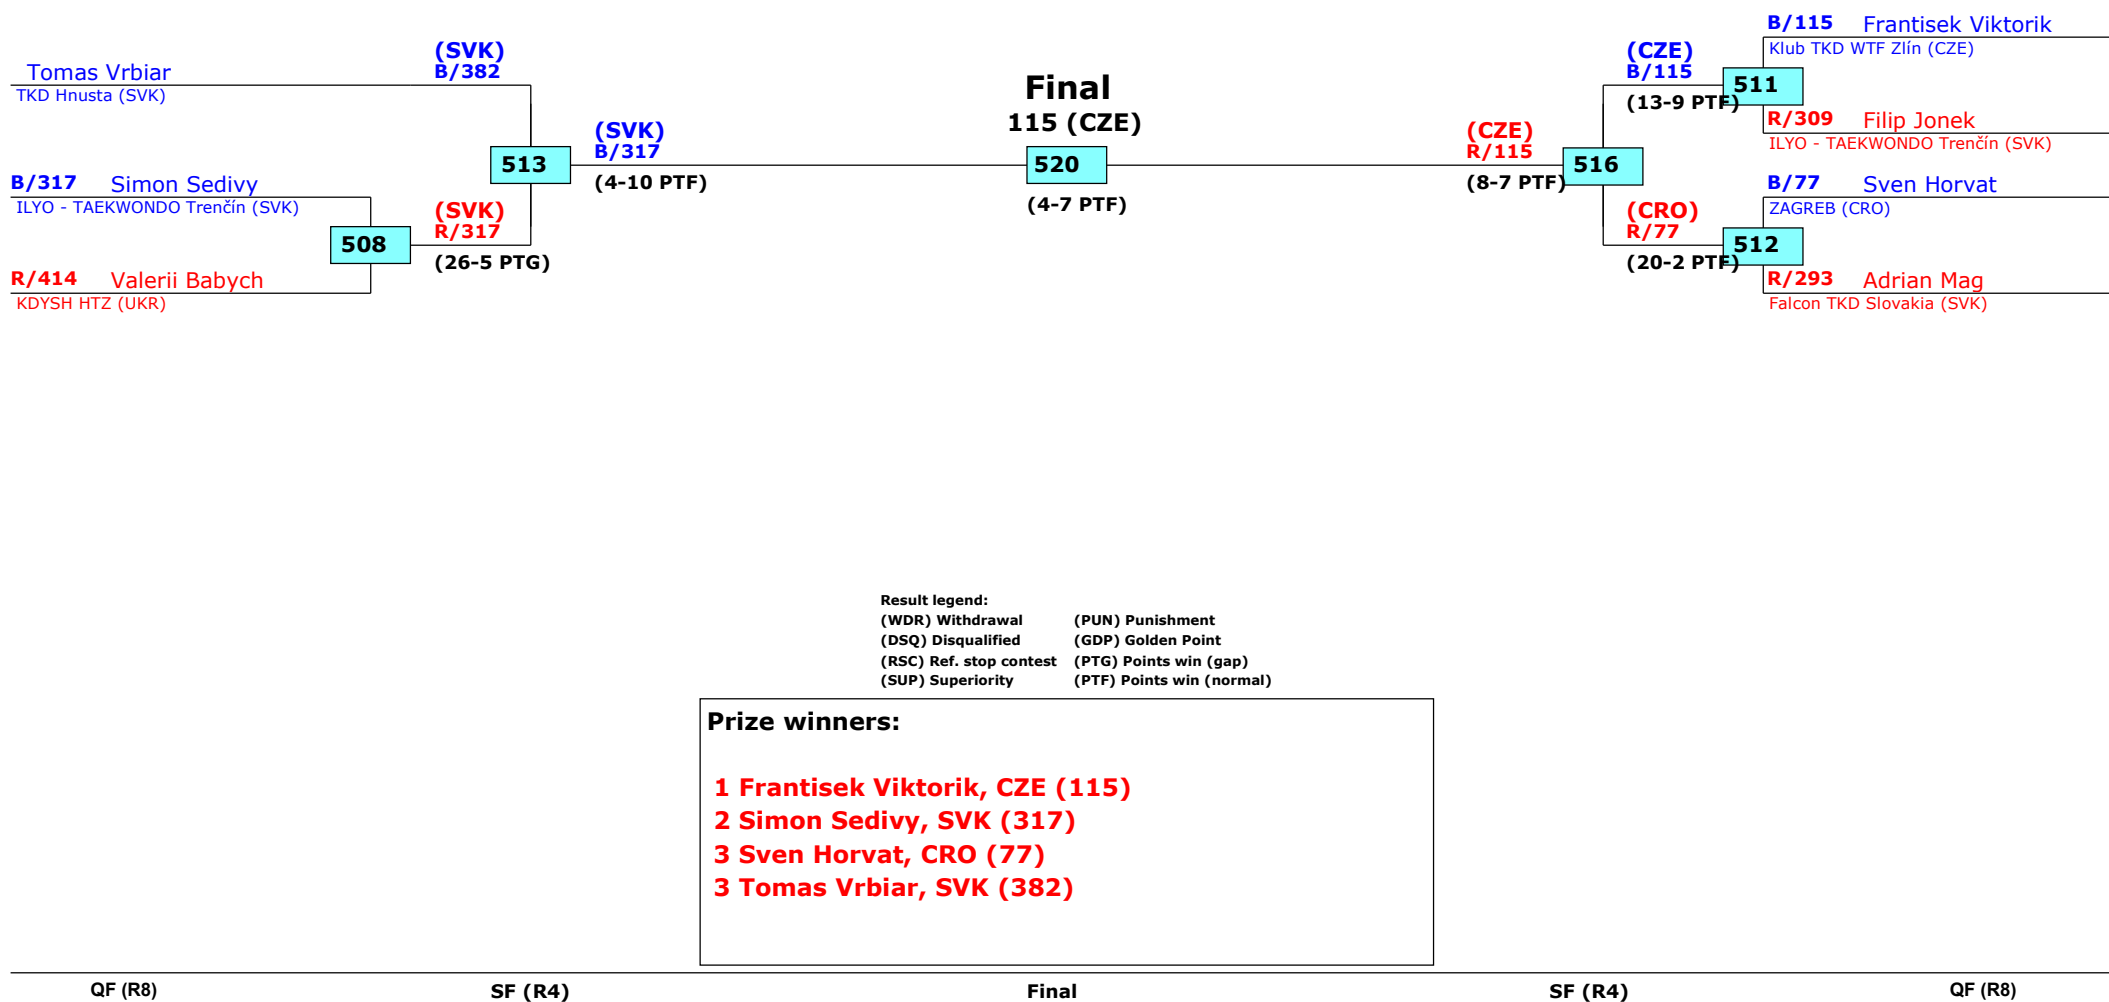 Tomas Vrbiar
TKD Hnusta (SVK)
(SVK)
B/382
B/317 Simon Sedivy
ILYO - TAEKWONDO Trenčín (SVK)
508
R/414 Valerii Babych
KDYSH HTZ (UKR)
(SVK)
R/317
(26-5 PTG)
513
(SVK)
B/317
(4-10 PTF)
Final
115 (CZE)
520
(4-7 PTF)
(CZE)
R/115
(8-7 PTF)
516
(CZE)
B/115
(13-9 PTF)
511
(CRO)
R/77
(20-2 PTF)
512
B/115 Frantisek Viktorik
Klub TKD WTF Zlín (CZE)
R/309 Filip Jonek
ILYO - TAEKWONDO Trenčín (SVK)
B/77 Sven Horvat
ZAGREB (CRO)
R/293 Adrian Mag
Falcon TKD Slovakia (SVK)
Result legend:
(WDR) Withdrawal (PUN) Punishment
(DSQ) Disqualified (GDP) Golden Point
(RSC) Ref. stop contest (PTG) Points win (gap)
(SUP) Superiority (PTF) Points win (normal)
Prize winners:
1 Frantisek Viktorik, CZE (115)
2 Simon Sedivy, SVK (317)
3 Sven Horvat, CRO (77)
3 Tomas Vrbiar, SVK (382)
QF (R8) SF (R4) Final SF (R4) QF (R8)